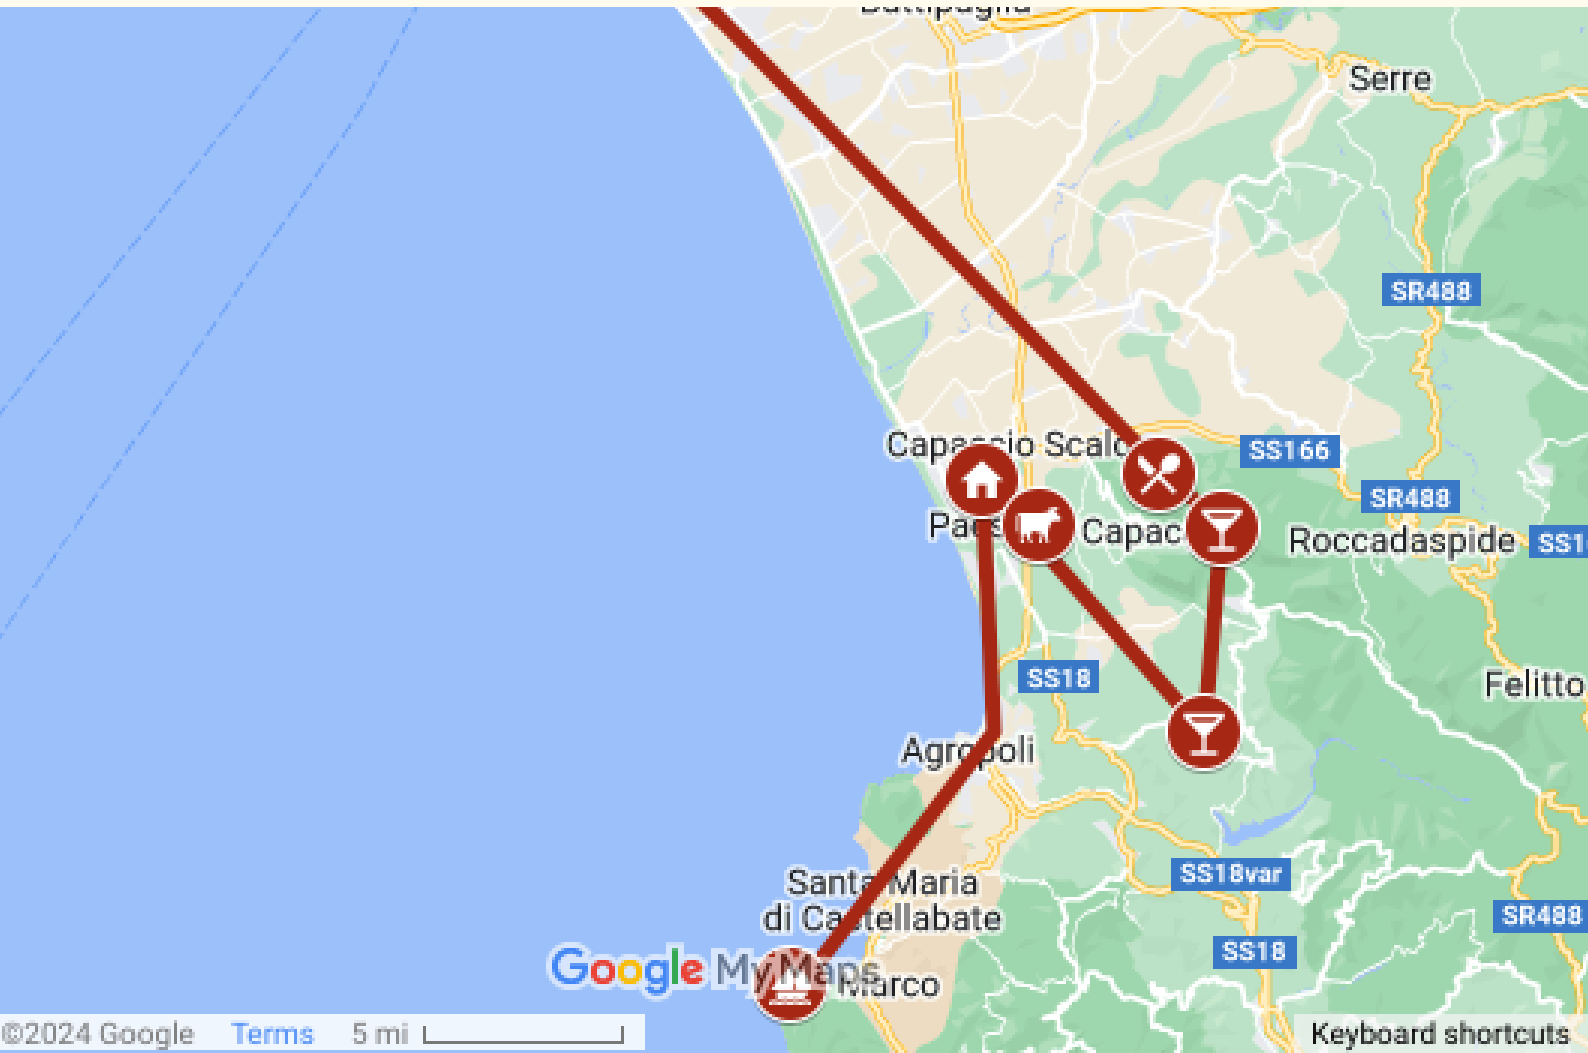 Serre
SR488
Capaccio Scalo
SS166
SR488
Capac
Roccadaspide
SS1
SS18
Felitto
Agropoli
Santa Maria
di Castellabate
SS18var
SR488
SS18
Google My Maps
Marco
©2024 Google Terms 5 mi
Keyboard shortcuts